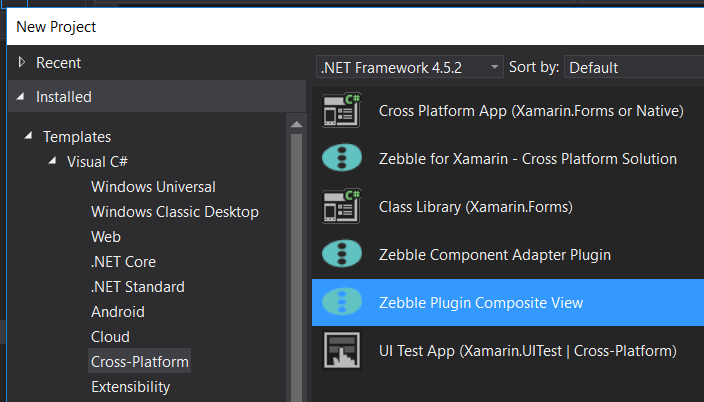 New Project
Recent
Installed
Templates
Visual C#
Windows Universal
Windows Classic Desktop
Web
.NET Core
.NET Standard
Android
Cloud
Cross-Platform
Extensibility
.NET Framework 4.5.2
Sort by:
Default
C#
Cross Platform App (Xamarin.Forms or Native)
Zebble for Xamarin - Cross Platform Solution
C#
Class Library (Xamarin.Forms)
Zebble Component Adapter Plugin
Zebble Plugin Composite View
UI Test App (Xamarin.UITest | Cross-Platform)